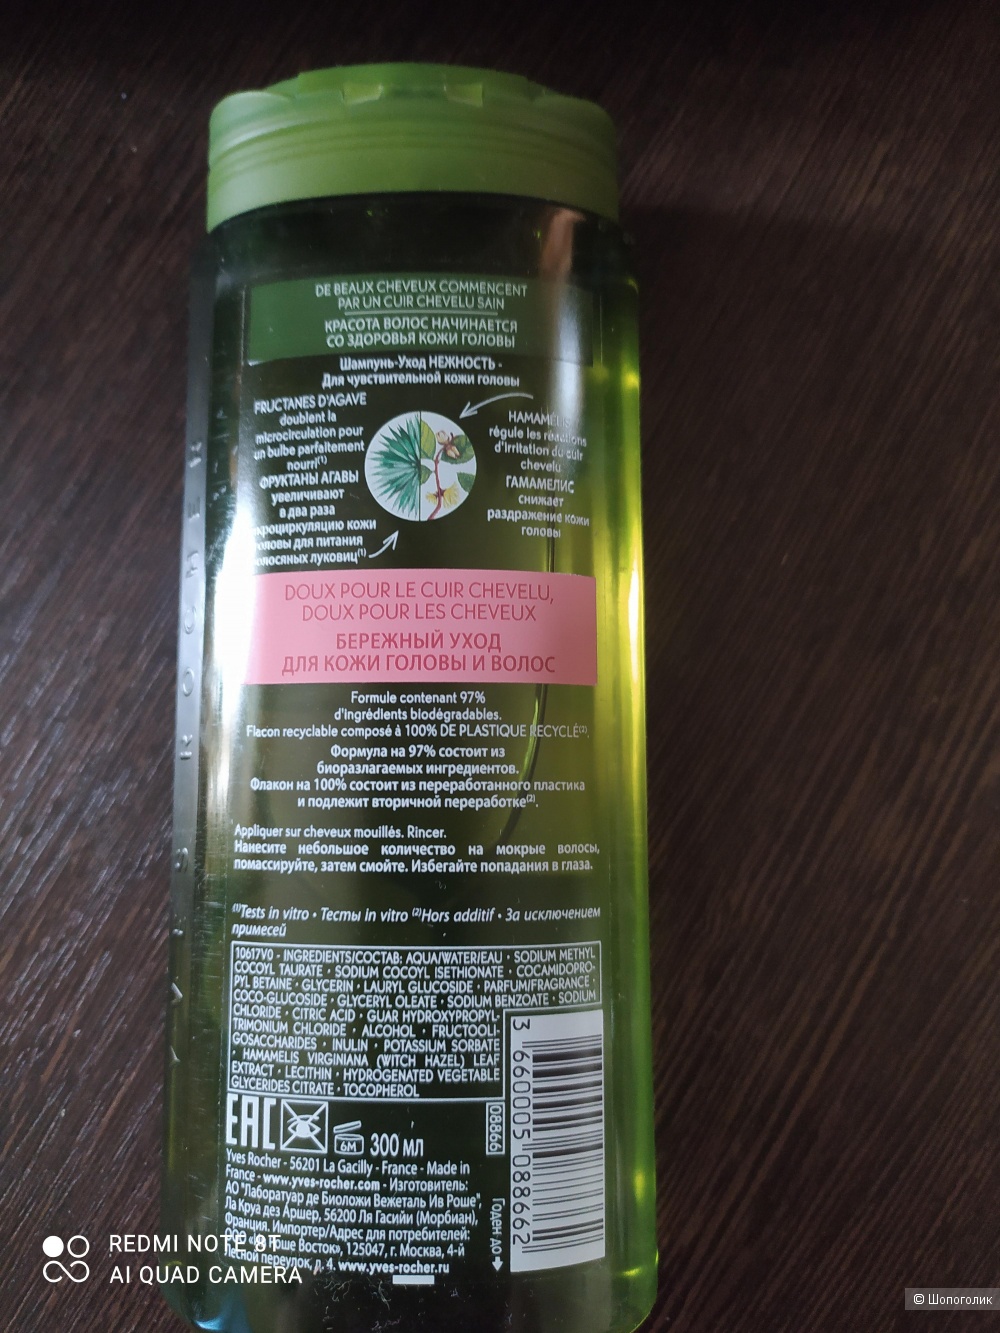 DE BEAUX CHEVEUX COMMENCENT
PAR UN CUIR CHEVELU SAIN
КРАСОТА ВОЛОС НАЧИНАЕТСЯ
СО ЗДОРОВЬЯ КОЖИ ГОЛОВЫ
Шампунь-Уход НЕЖНОСТЬ -
Для чувствительной кожи головы
FRUCTANES D'AGAVE
doublent la
microcirculation pour
un bulbe parfaitement
nourri(1)
ФРУКТАНЫ АГАВЫ
увеличивают
в два раза
кожи
для питания
луковиц(1)
régule les réactions
d'irritation du cuir
chevelu
ГАМАМЕЛИС
снижает
раздражение кожи
головы
DOUX POUR LE CUIR CHEVELU,
DOUX POUR LES CHEVEUX
БЕРЕЖНЫЙ УХОД
ДЛЯ КОЖИ ГОЛОВЫ И ВОЛОС
Formule contenant 97%
d'ingrédients biodégradables.
Flacon recyclable composé à 100% DE PLASTIQUE RECYCLÉ(2).
Формула на 97% состоит из
биоразлагаемых ингредиентов.
Флакон на 100% состоит из переработанного пластика
и подлежит вторичной переработке(2).
Appliquer sur cheveux mouillés. Rincer.
Нанесите небольшое количество на мокрые волосы,
помассируйте, затем смойте. Избегайте попадания в глаза.
(1)Tests in vitro • Тесты in vitro (2)Hors additif • За исключением
примесей
10617V0 - INGREDIENTS/СОСТАВ: AQUA/WATER/EAU • SODIUM METHYL
COCOYL TAURATE • SODIUM COCOYL ISETHIONATE • COCAMIDOPRO-
PYL BETAINE • GLYCERIN • LAURYL GLUCOSIDE • PARFUM/FRAGRANCE •
COCO-GLUCOSIDE • GLYCERYL OLEATE • SODIUM BENZOATE • SODIUM
CHLORIDE • CITRIC ACID • GUAR HYDROXYPROPYL-
TRIMONIUM CHLORIDE • ALCOHOL • FRUCTOOLI-
GOSACCHARIDES • INULIN • POTASSIUM SORBATE
• HAMAMELIS VIRGINIANA (WITCH HAZEL) LEAF
EXTRACT • LECITHIN • HYDROGENATED VEGETABLE
GLYCERIDES CITRATE • TOCOPHEROL
EAC
6M
300 мл
08866
3 660005 088662
Годен до
Yves Rocher - 56201 La Gacilly - France - Made in
France - www.yves-rocher.com - Изготовитель:
АО "Лаборатуар де Биоложи Вежеталь Ив Роше",
Ла Круа дез Аршер, 56200 Ля Гасийи (Морбиан),
Франция. Импортер/Адрес для потребителей:
Роше Восток", 125047, г. Москва, 4-й
Лесной переулок, д. 4. www.yves-rocher.ru
YVES ROCHER
REDMI NOTE 8T
AI QUAD CAMERA
© Шопоголик